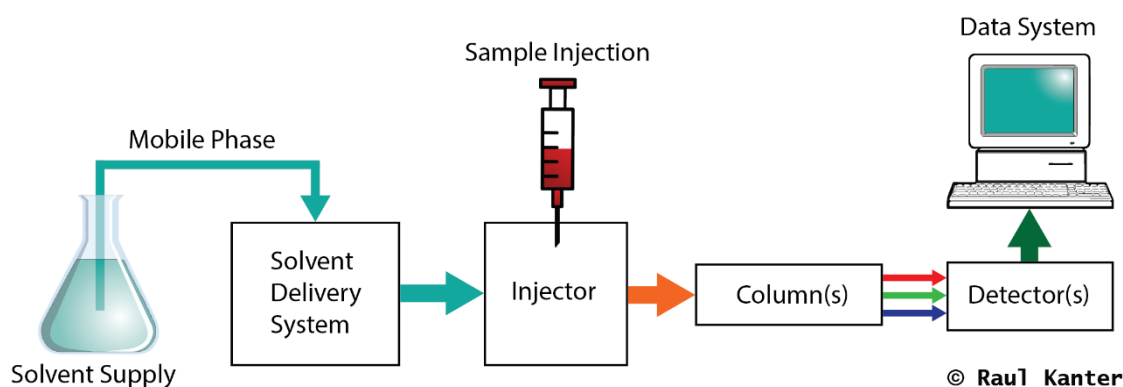 Data System
Sample Injection
Mobile Phase
Solvent
Delivery
System
Injector
Column(s)
Detector(s)
Solvent Supply
© Raul Kanter